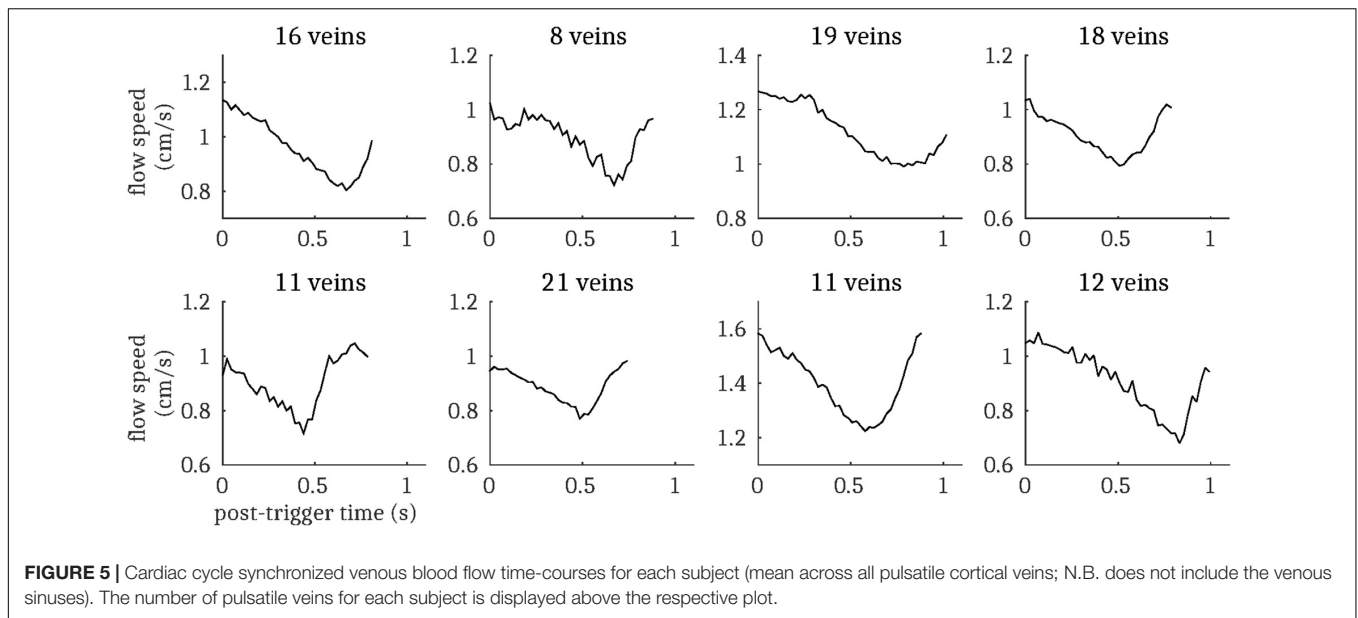 16 veins 8 veins 19 veins 18 veins
flow speed
(cm/s)
1.2
1
0.8
0 0.5 1
1.2
1
0.8
0.6
0 0.5 1
1.4
1.2
1
0.8
0 0.5 1
1.2
1
0.8
0.6
0 0.5 1
11 veins 21 veins 11 veins 12 veins
flow speed
(cm/s)
1.2
1
0.8
0.6
0 0.5 1
post-trigger time (s)
1.2
1
0.8
0.6
0 0.5 1
1.6
1.4
1.2
0 0.5 1
1.2
1
0.8
0.6
0 0.5 1
FIGURE 5 | Cardiac cycle synchronized venous blood flow time-courses for each subject (mean across all pulsatile cortical veins; N.B. does not include the venous
sinuses). The number of pulsatile veins for each subject is displayed above the respective plot.